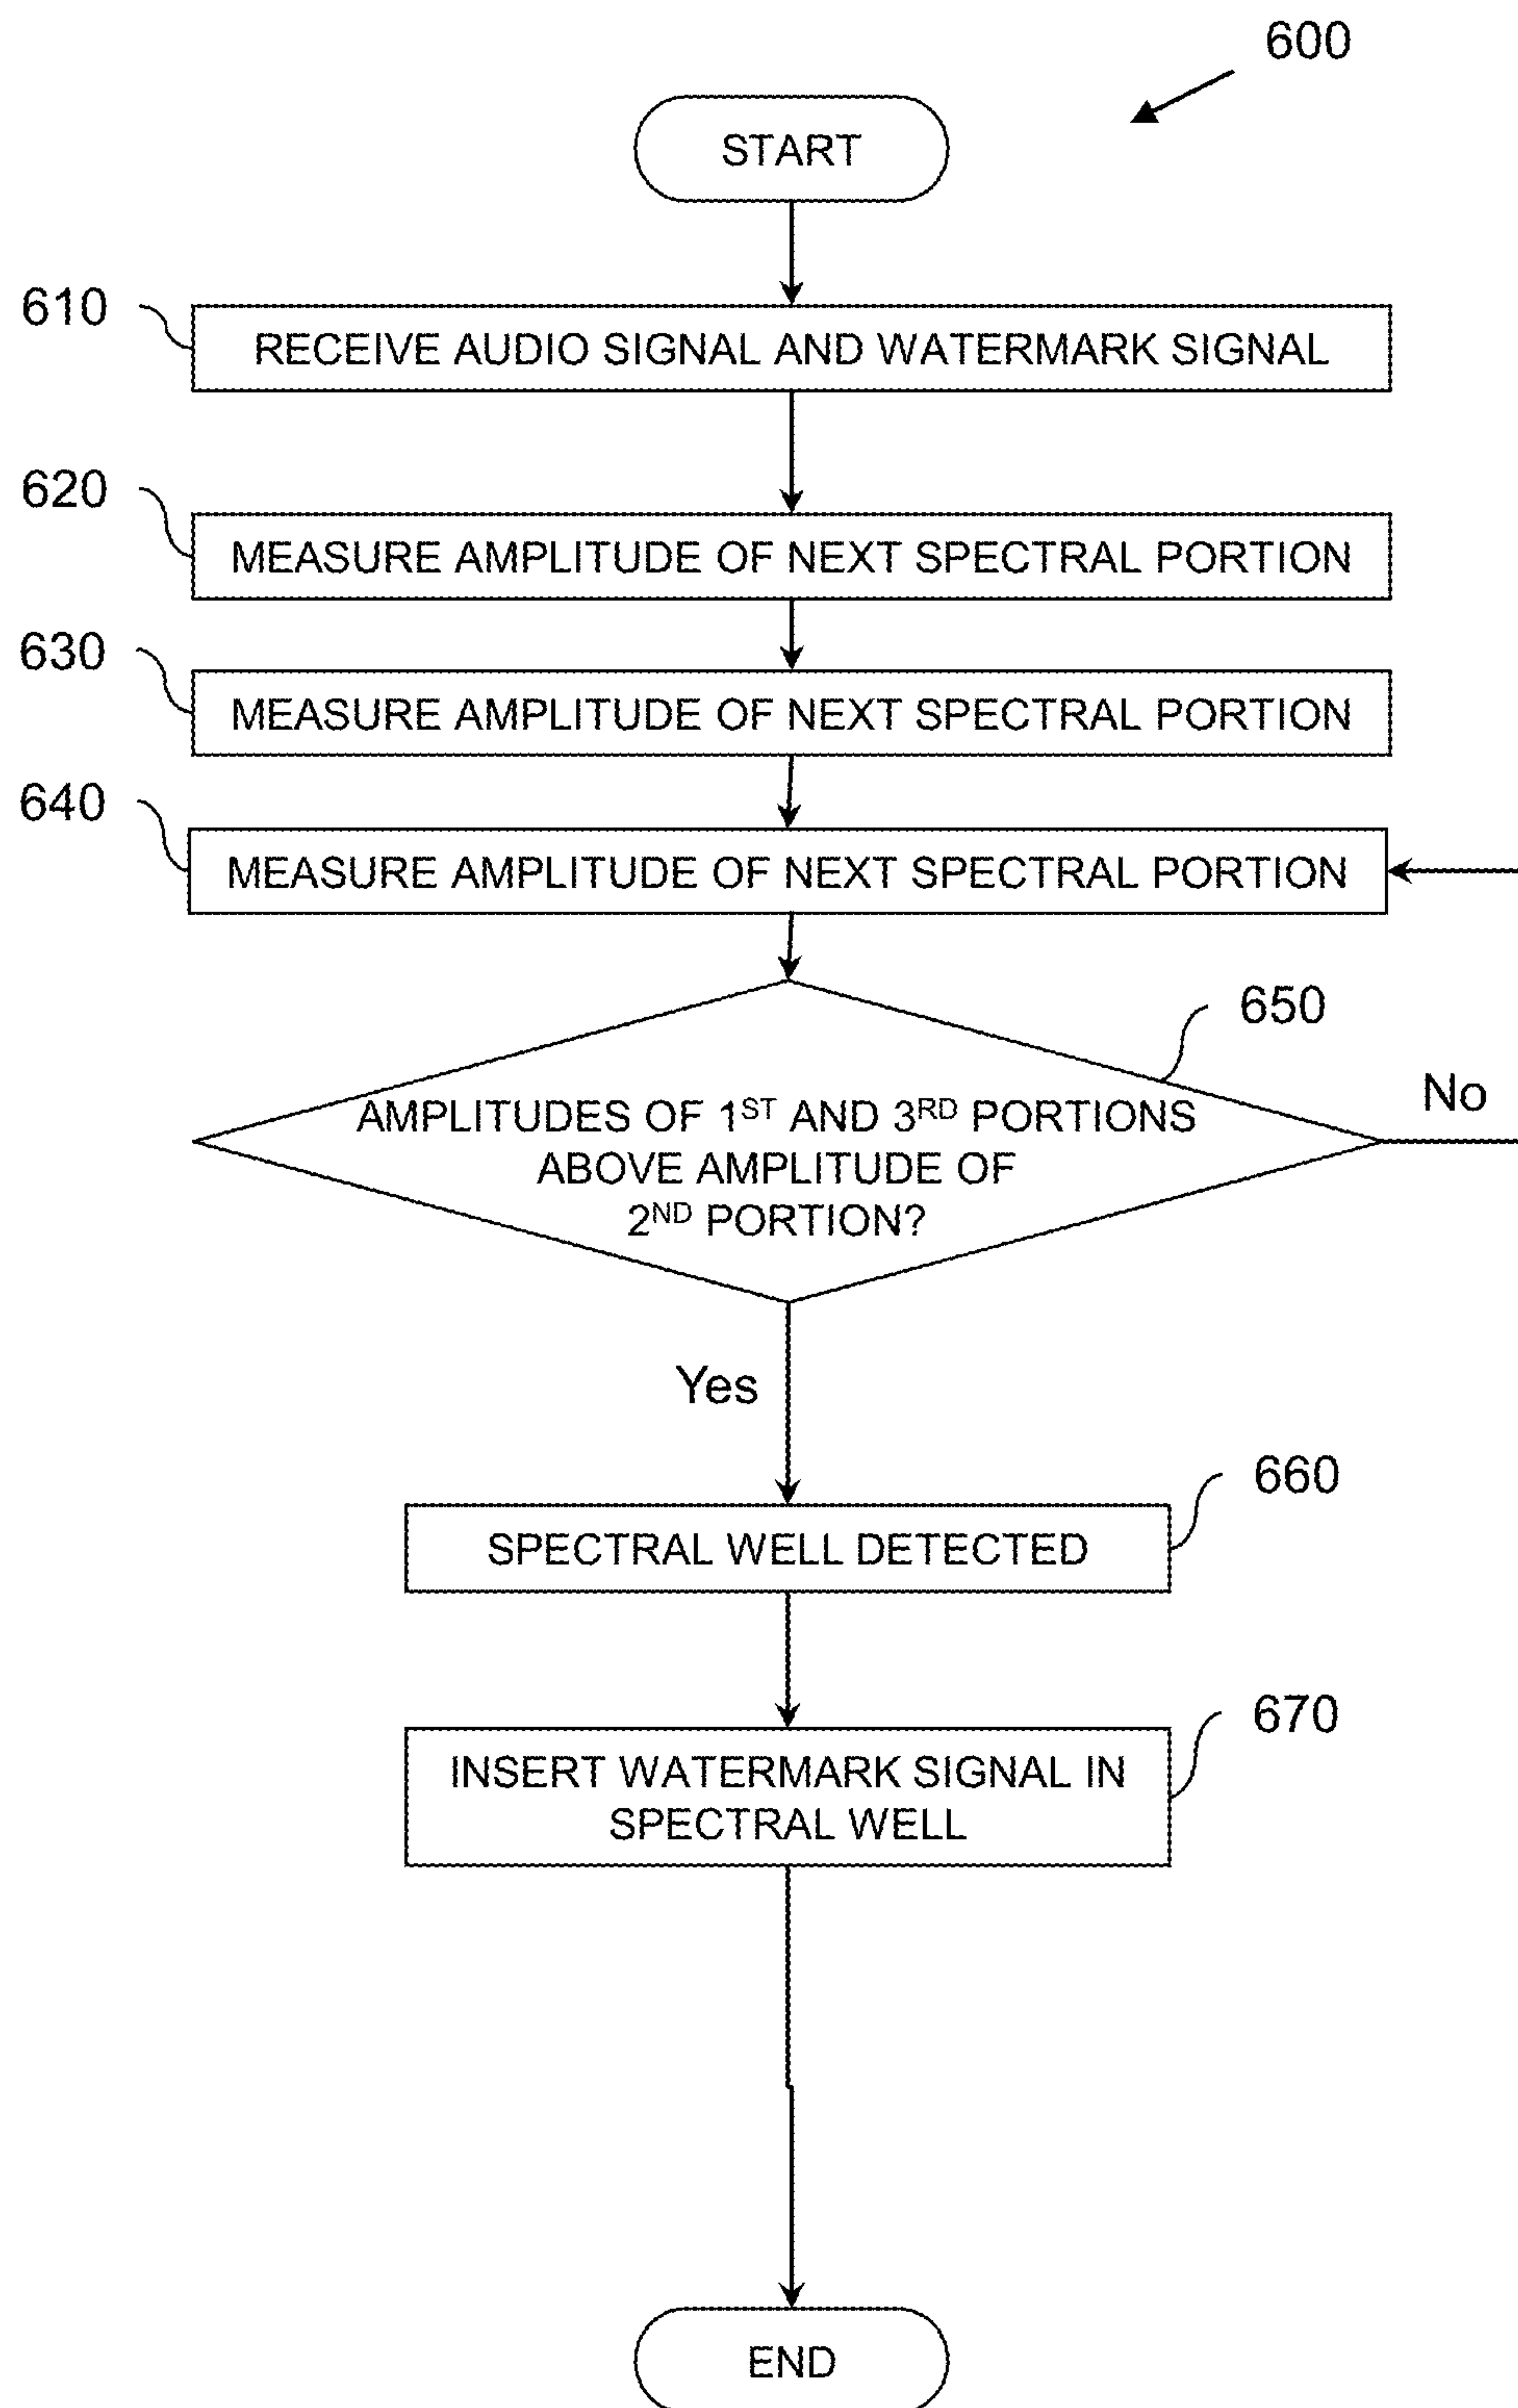 600
START
610
RECEIVE AUDIO SIGNAL AND WATERMARK SIGNAL
620
MEASURE AMPLITUDE OF NEXT SPECTRAL PORTION
630
MEASURE AMPLITUDE OF NEXT SPECTRAL PORTION
640
MEASURE AMPLITUDE OF NEXT SPECTRAL PORTION
650
AMPLITUDES OF 1ST AND 3RD PORTIONS
ABOVE AMPLITUDE OF
2ND PORTION?
No
Yes
660
SPECTRAL WELL DETECTED
670
INSERT WATERMARK SIGNAL IN
SPECTRAL WELL
END